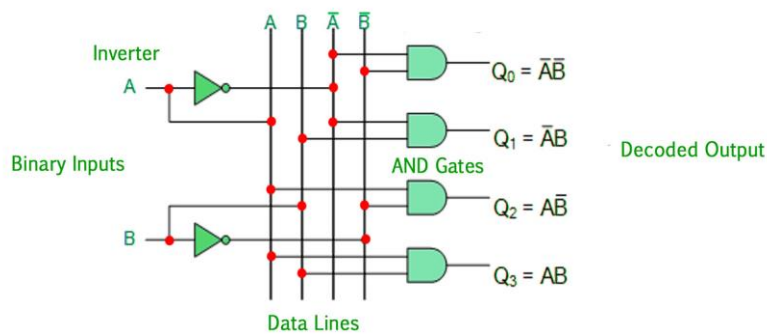 A B A̅ B̅
Inverter
A
Q₀ = A̅B̅
Q₁ = A̅B
Binary Inputs
AND Gates
Decoded Output
Q₂ = AB̅
B
Q₃ = AB
Data Lines